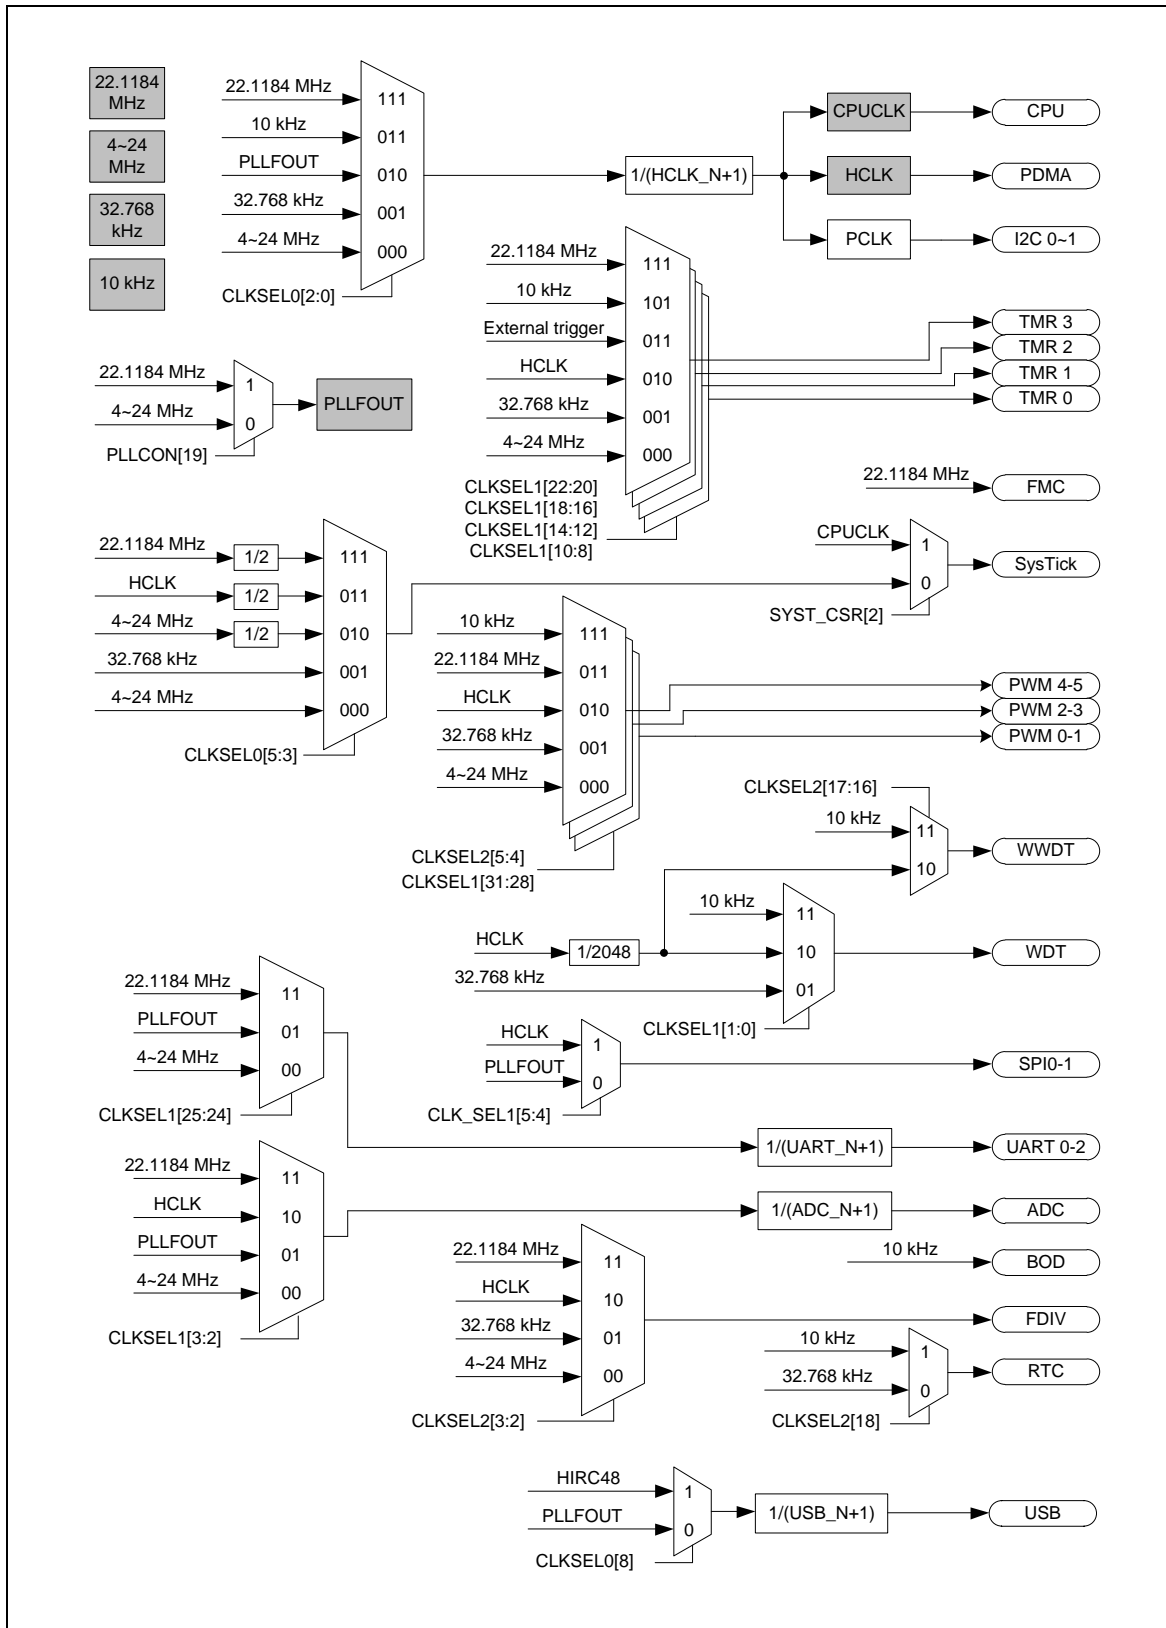 22.1184
MHz
4~24
MHz
32.768
kHz
10 kHz
22.1184 MHz
111
10 kHz
011
PLLFOUT
010
32.768 kHz
001
4~24 MHz
000
CLKSEL0[2:0]
1/(HCLK_N+1)
CPUCLK
CPU
HCLK
PDMA
PCLK
I2C 0~1
22.1184 MHz
111
10 kHz
101
External trigger
011
HCLK
010
32.768 kHz
001
4~24 MHz
000
CLKSEL1[22:20]
CLKSEL1[18:16]
CLKSEL1[14:12]
CLKSEL1[10:8]
TMR 3
TMR 2
TMR 1
TMR 0
22.1184 MHz
1
4~24 MHz
0
PLLCON[19]
PLLFOUT
22.1184 MHz
FMC
22.1184 MHz
1/2
111
HCLK
1/2
011
4~24 MHz
1/2
010
32.768 kHz
001
4~24 MHz
000
CLKSEL0[5:3]
CPUCLK
1
0
SYST_CSR[2]
SysTick
10 kHz
111
22.1184 MHz
011
HCLK
010
32.768 kHz
001
4~24 MHz
000
CLKSEL2[5:4]
CLKSEL1[31:28]
PWM 4-5
PWM 2-3
PWM 0-1
CLKSEL2[17:16]
10 kHz
11
10
WWDT
10 kHz
11
HCLK
1/2048
10
32.768 kHz
01
CLKSEL1[1:0]
WDT
22.1184 MHz
11
PLLFOUT
01
4~24 MHz
00
CLKSEL1[25:24]
HCLK
1
PLLFOUT
0
CLK_SEL1[5:4]
SPI0-1
1/(UART_N+1)
UART 0-2
22.1184 MHz
11
HCLK
10
PLLFOUT
01
4~24 MHz
00
CLKSEL1[3:2]
1/(ADC_N+1)
ADC
10 kHz
BOD
22.1184 MHz
11
HCLK
10
32.768 kHz
01
4~24 MHz
00
CLKSEL2[3:2]
FDIV
10 kHz
1
32.768 kHz
0
CLKSEL2[18]
RTC
HIRC48
1
PLLFOUT
0
CLKSEL0[8]
1/(USB_N+1)
USB